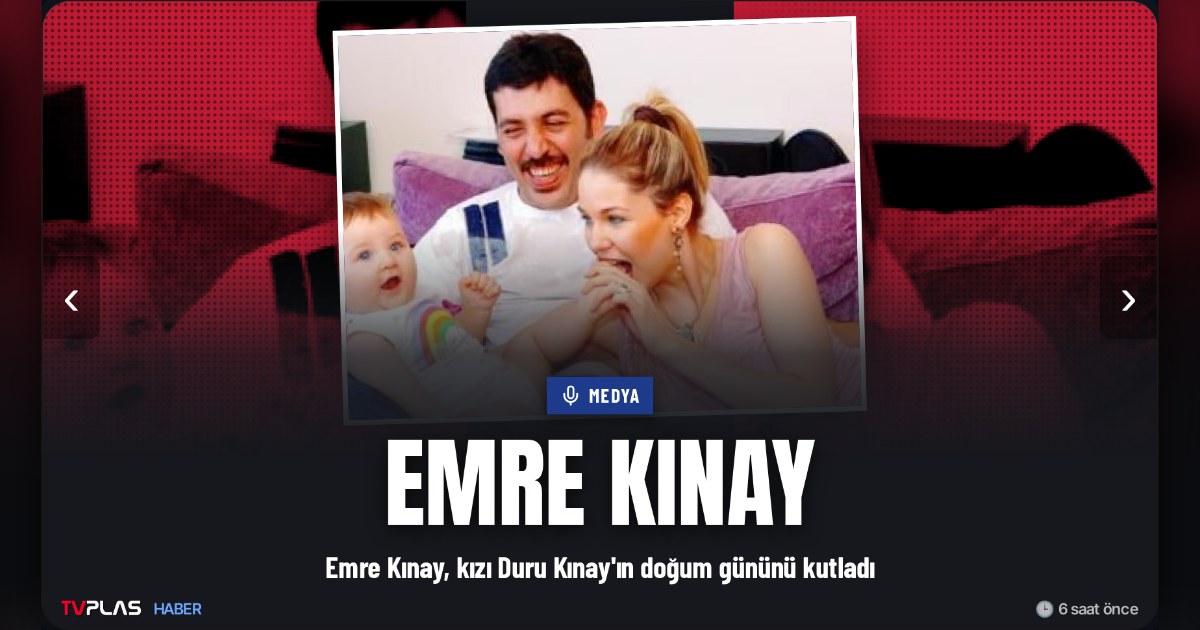 MEDYA
EMRE KINAY
Emre Kınay, kızı Duru Kınay'ın doğum gününü kutladı
TVPLAS HABER
6 saat önce